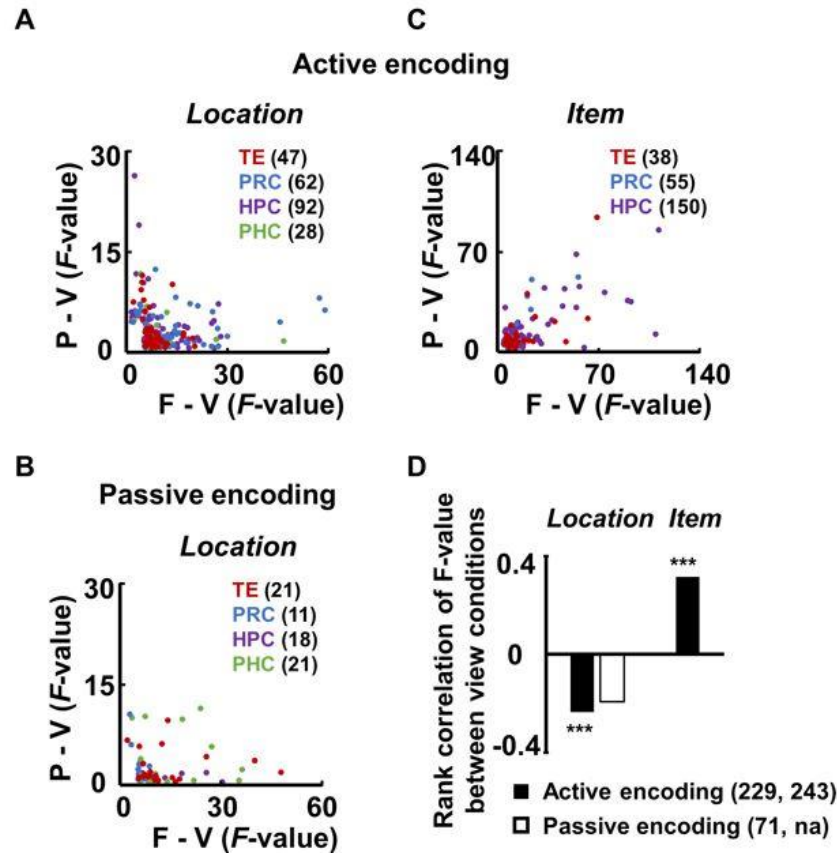 A
C
Active encoding
Location
Item
30
15
0
P - V (F-value)
TE (47)
PRC (62)
HPC (92)
PHC (28)
0 30 60
F - V (F-value)
140
70
0
P - V (F-value)
TE (38)
PRC (55)
HPC (150)
0 70 140
F - V (F-value)
B
Passive encoding
Location
30
15
0
P - V (F-value)
TE (21)
PRC (11)
HPC (18)
PHC (21)
0 30 60
F - V (F-value)
D
Rank correlation of F-value
between view conditions
Location Item
0.4
0
-0.4
***
***
Active encoding (229, 243)
Passive encoding (71, na)